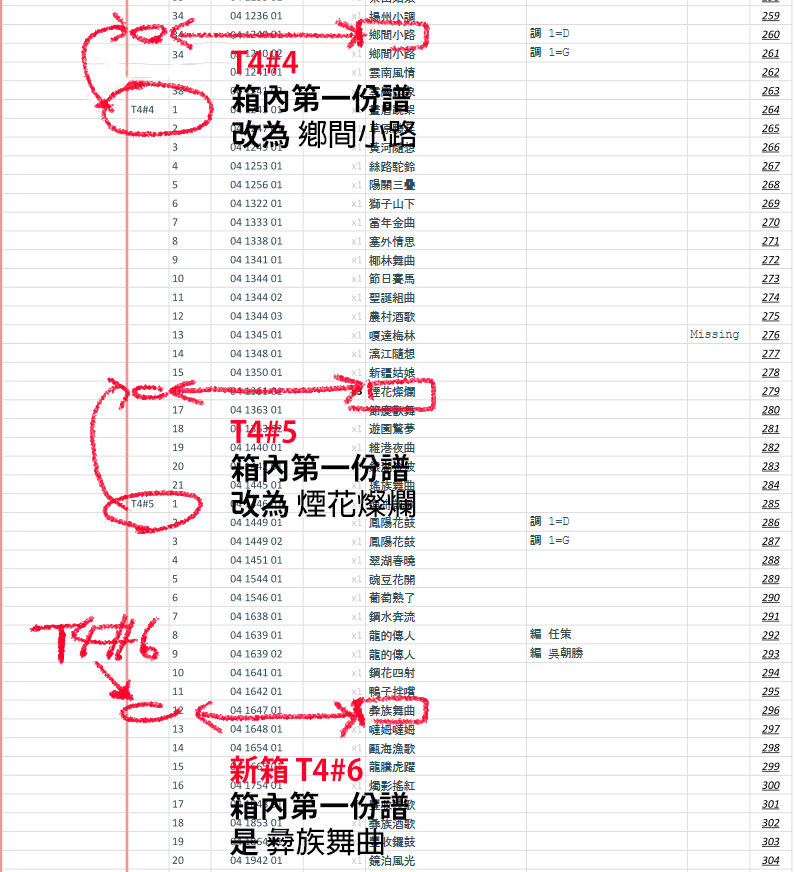 34 04 1236 01 x1 揚州小調 259
34 鄉間小路 調 1=D 260
34 04 1240 02 鄉間小路 調 1=G 261
T4#4
04 1241 01 雲南風情 262
箱內第一份譜
38 263
T4#4 1 264
改為 鄉間小路
2 265
3 04 1249 01 黃河隨想 266
4 04 1253 01 x1 絲路駝鈴 267
5 04 1256 01 x1 陽關三疊 268
6 04 1322 01 x1 獅子山下 269
7 04 1333 01 x1 當年金曲 270
8 04 1338 01 x1 塞外情思 271
9 04 1341 01 x1 椰林舞曲 272
10 04 1344 01 x1 節日賽馬 273
11 04 1344 02 x1 聖誕組曲 274
12 04 1344 03 x1 農村酒歌 275
13 04 1345 01 x1 嘎達梅林 Missing 276
14 04 1348 01 x1 漓江隨想 277
15 04 1350 01 x1 新疆姑娘 278
04 1361 01 煙花燦爛 279
17 04 1363 01 x1 節慶歡舞 280
18 遊園驚夢 281
T4#5
19 04 1440 01 x1 維港夜曲 282
箱內第一份譜
20 283
21 04 1445 01 瑤族舞曲 284
T4#5 1 285
改為 煙花燦爛
2 04 1449 01 x1 鳳陽花鼓 調 1=D 286
3 04 1449 02 x1 鳳陽花鼓 調 1=G 287
4 04 1451 01 x1 翠湖春曉 288
5 04 1544 01 x1 豌豆花開 289
6 04 1546 01 x1 葡萄熟了 290
7 04 1638 01 x1 鋼水奔流 291
T4#6
8 04 1639 01 x1 龍的傳人 編 任策 292
9 04 1639 02 x1 龍的傳人 編 吳朝勝 293
10 04 1641 01 x1 鋼花四射 294
11 04 1642 01 x1 鴨子拌嘴 295
12 04 1647 01 彝族舞曲 296
13 04 1648 01 x1 噠姆噠姆 297
14 04 1654 01 x1 甌海漁歌 298
15 龍騰虎躍 299
新箱 T4#6
16 04 1754 01 x1 燭影搖紅 300
箱內第一份譜
17 301
18 04 1853 01 x1 彝族酒歌 302
是 彝族舞曲
19 豐收鑼鼓 303
20 04 1942 01 x1 鏡泊風光 304